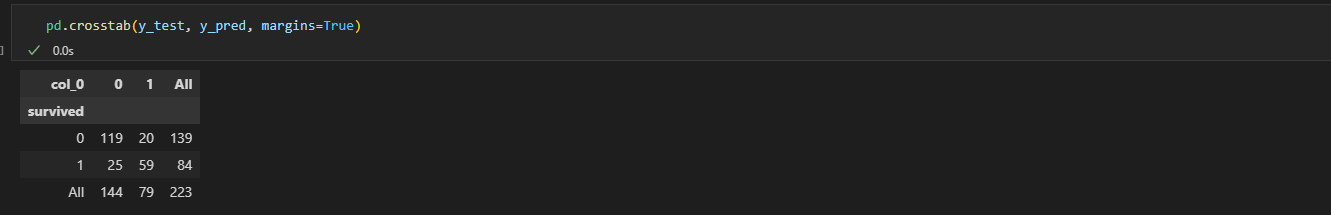 pd.crosstab(y_test, y_pred, margins=True)
] 0.0s
col_0 0 1 All
survived
0 119 20 139
1 25 59 84
All 144 79 223